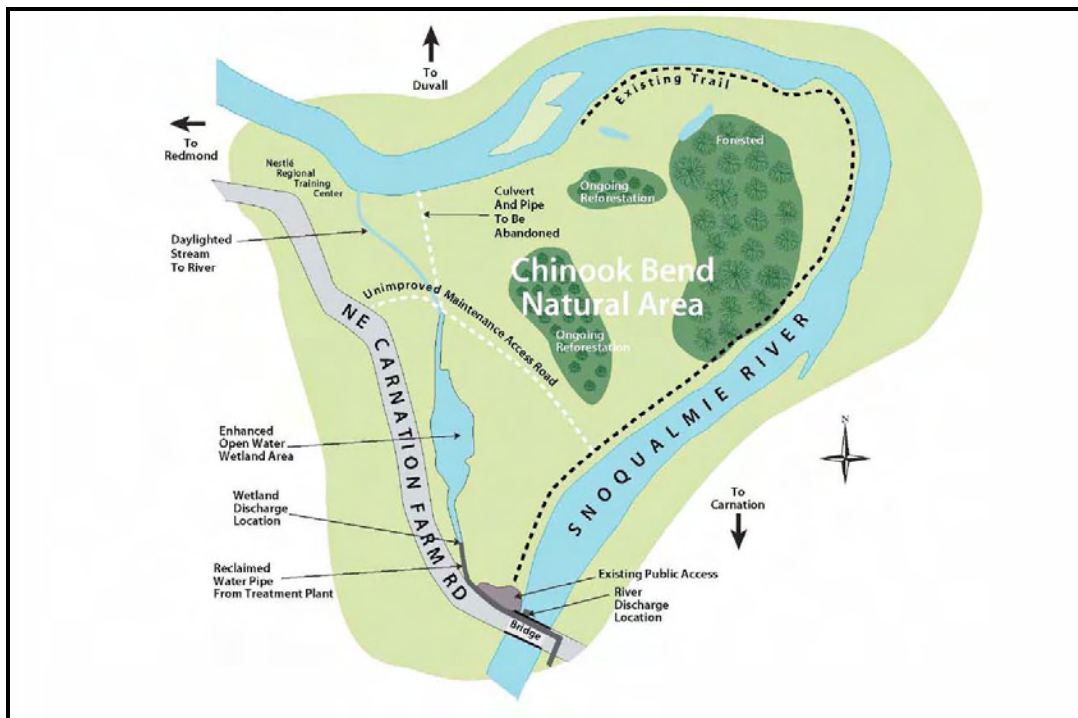 To
Duvall
To
Redmond
Existing Trail
Forested
Nestlé
Regional
Training
Center
Culvert
And Pipe
To Be
Abandoned
Ongoing
Reforestation
Daylighted
Stream
To River
Chinook Bend
Natural Area
Unimproved Maintenance Access Road
Ongoing
Reforestation
NE CARNATION FARM RD
SNOQUALMIE RIVER
N
Enhanced
Open Water
Wetland Area
To
Carnation
Wetland
Discharge
Location
Reclaimed
Water Pipe
From Treatment Plant
Existing Public Access
River
Discharge
Location
Bridge